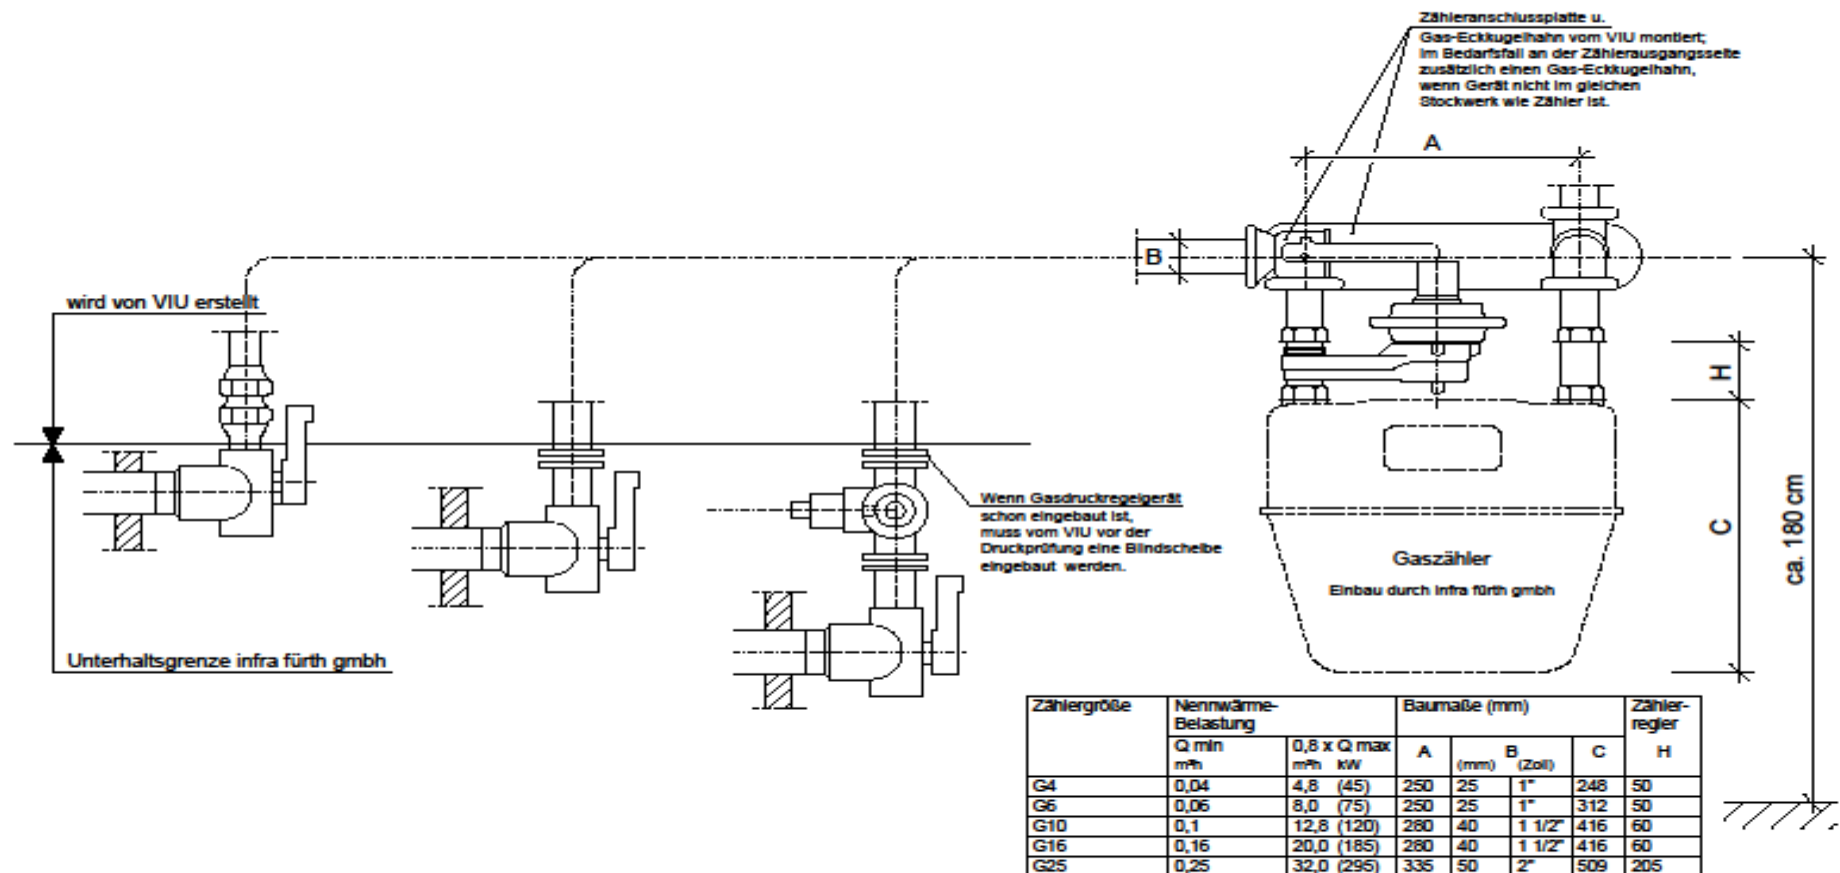 Zähleranschlussplatte u.
Gas-Eckkugelhahn vom VIU montiert;
im Bedarfsfall an der Zählerausgangsseite
zusätzlich einen Gas-Eckkugelhahn,
wenn Gerät nicht im gleichen
Stockwerk wie Zähler ist.
A
B
wird von VIU erstellt
H
Wenn Gasdruckregelgerät
schon eingebaut ist,
muss vom VIU vor der
Druckprüfung eine Blindscheibe
eingebaut werden.
C
ca. 180 cm
Gaszähler
Einbau durch infra fürth gmbh
Unterhaltsgrenze infra fürth gmbh
Zählergröße Nennwärme- Baumaße (mm) Zähler-
Belastung regler
Q min 0,8 x Q max A B C H
m³h m³h kW (mm) (Zoll)
G4 0,04 4,8 (45) 250 25 1" 248 50
G6 0,06 8,0 (75) 250 25 1" 312 50
G10 0,1 12,8 (120) 280 40 1 1/2" 416 60
G16 0,16 20,0 (185) 280 40 1 1/2" 416 60
G25 0,25 32,0 (295) 335 50 2" 509 205